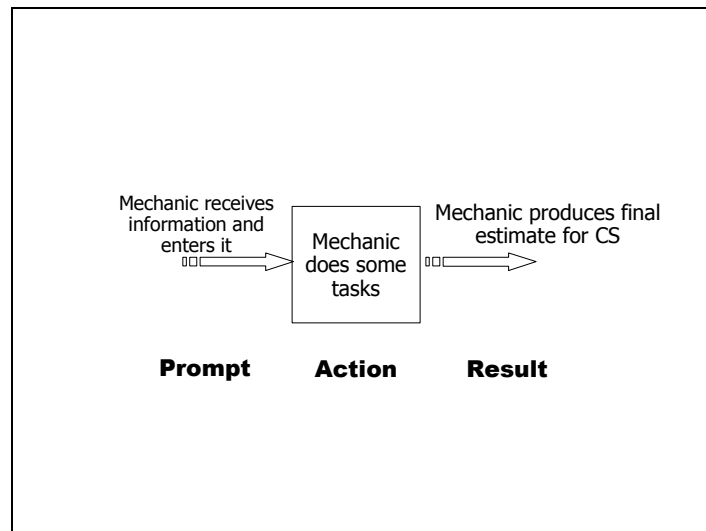 Mechanic receives
information and
enters it
Mechanic
does some
tasks
Mechanic produces final
estimate for CS
Prompt
Action
Result